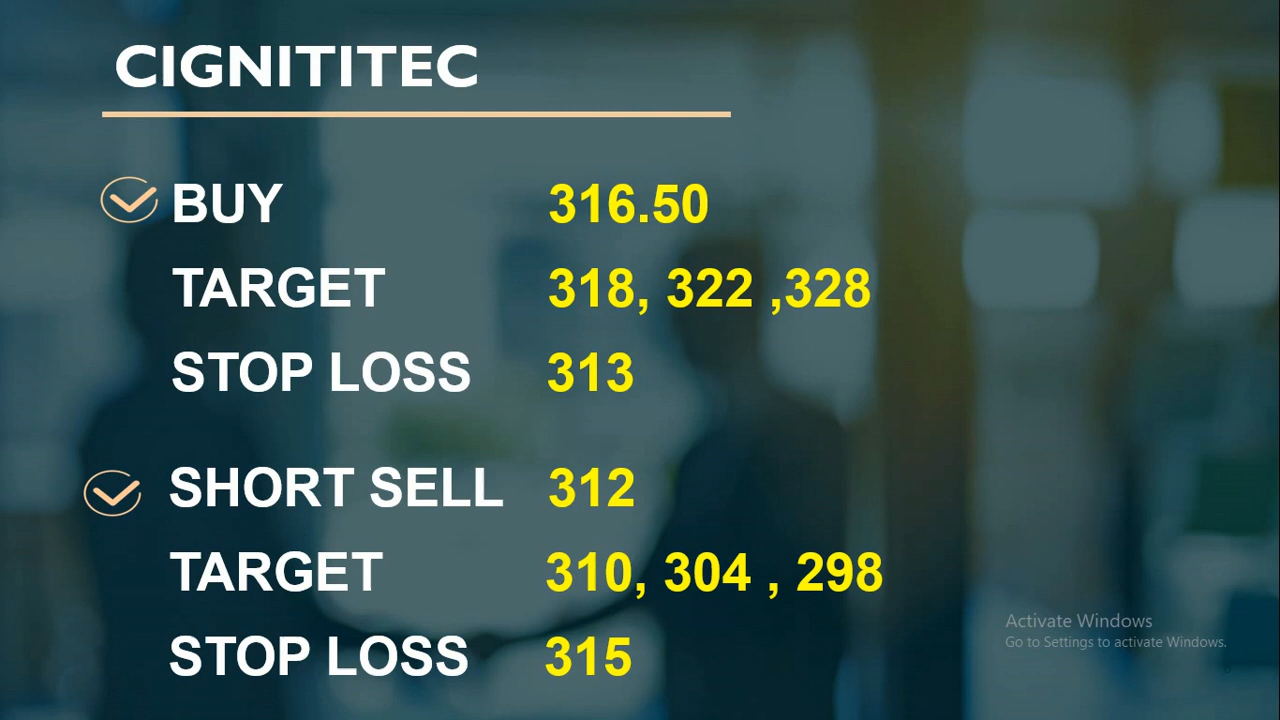 CIGNITITEC
BUY 316.50
TARGET 318, 322 ,328
STOP LOSS 313
SHORT SELL 312
TARGET 310, 304 , 298
STOP LOSS 315
Activate Windows
Go to Settings to activate Windows.